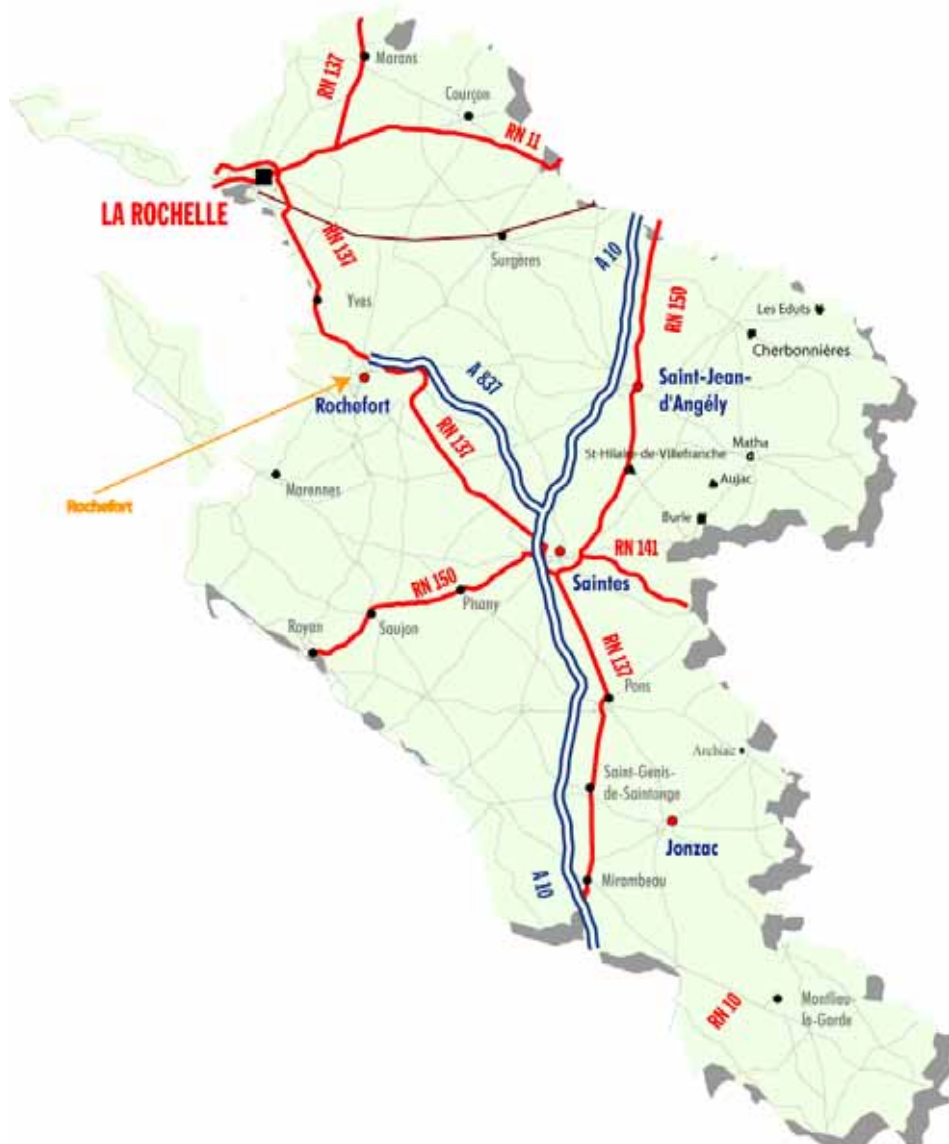 Marans
RN 137
Courçon
RN 11
LA ROCHELLE
RN 137
Surgères
A 10
Yves
RN 150
Les Eduts
Cherbonnières
A 837
Saint-Jean-
d'Angély
Rochefort
RN 137
Matha
St-Hilaire-de-Villefranche
Marennes
Aujac
Rochefort
Burie
RN 141
Saintes
RN 150
Pisany
Saujon
Royan
RN 137
Pons
Archiac
Saint-Genis-
de-Saintonge
Jonzac
A 10
Mirambeau
RN 10
Montlieu-
la-Garde